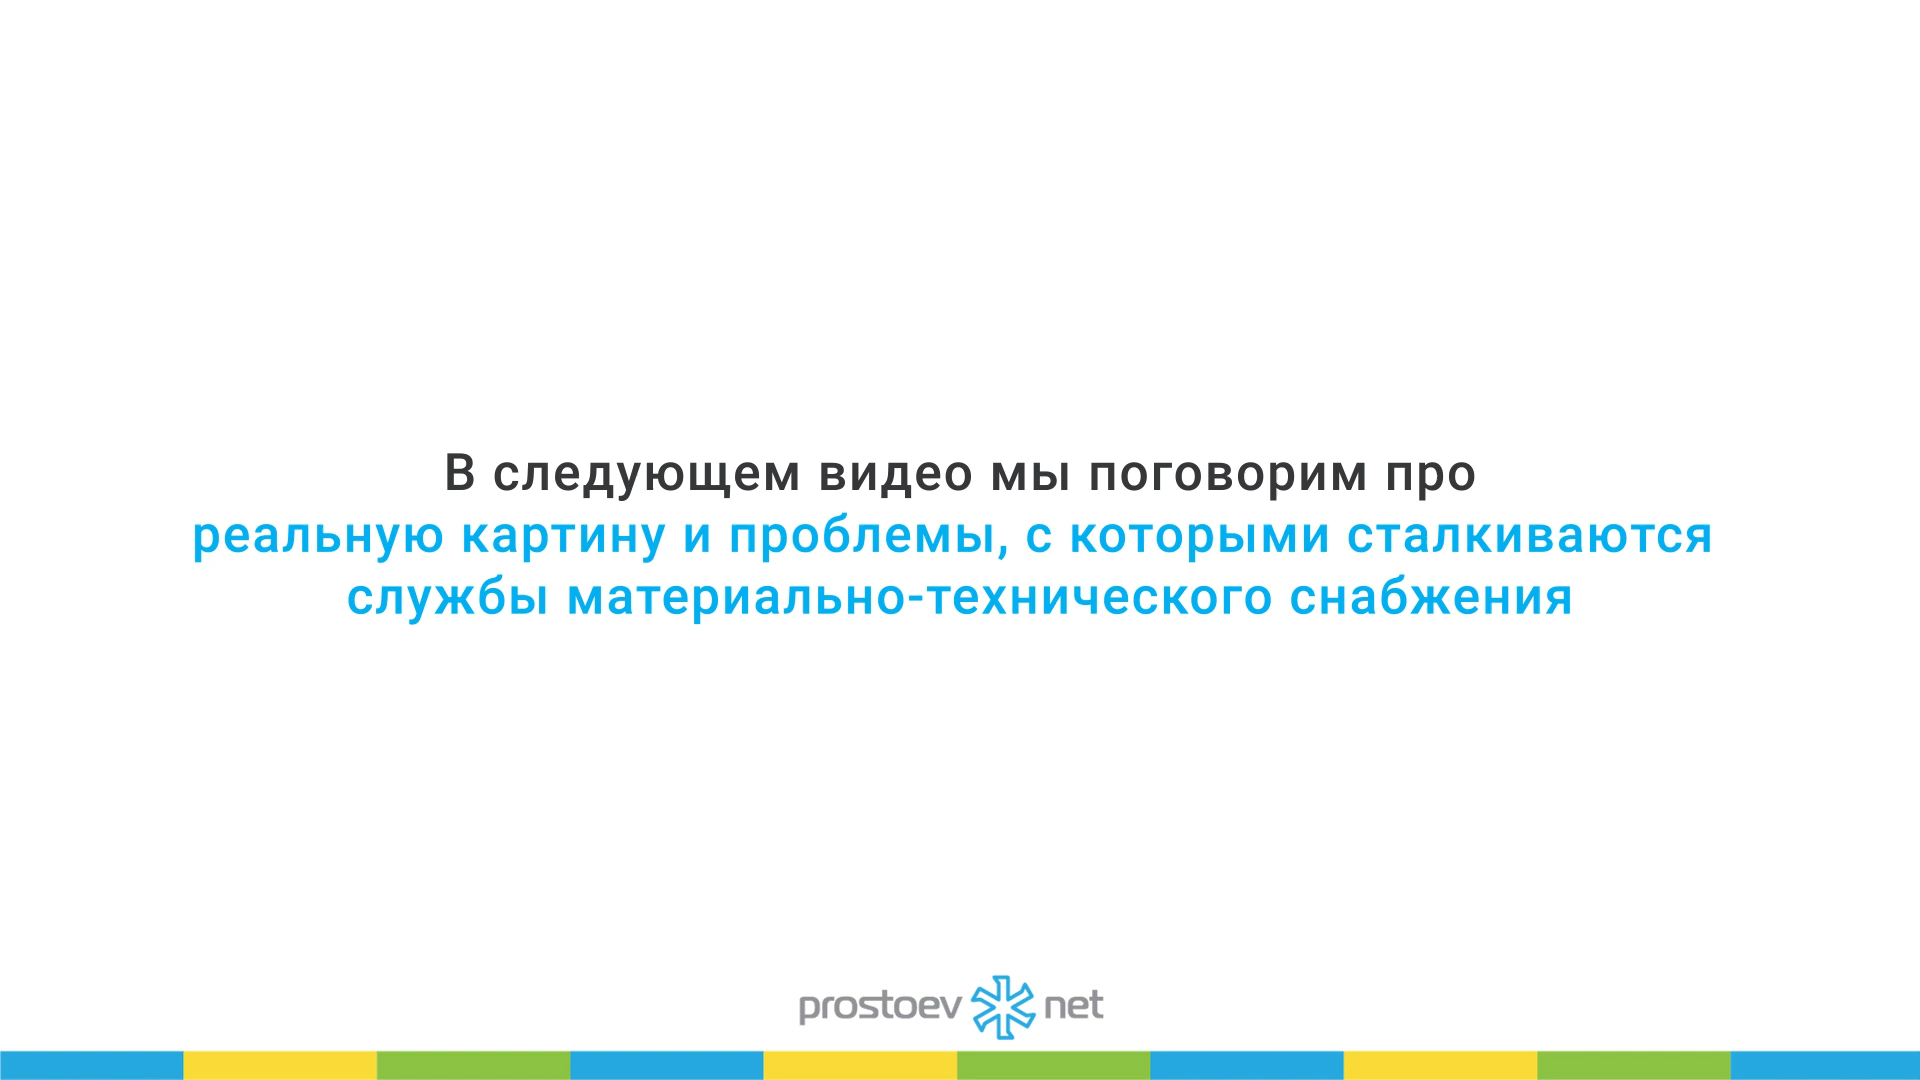 В следующем видео мы поговорим про
реальную картину и проблемы, с которыми сталкиваются
службы материально-технического снабжения
prostoev net